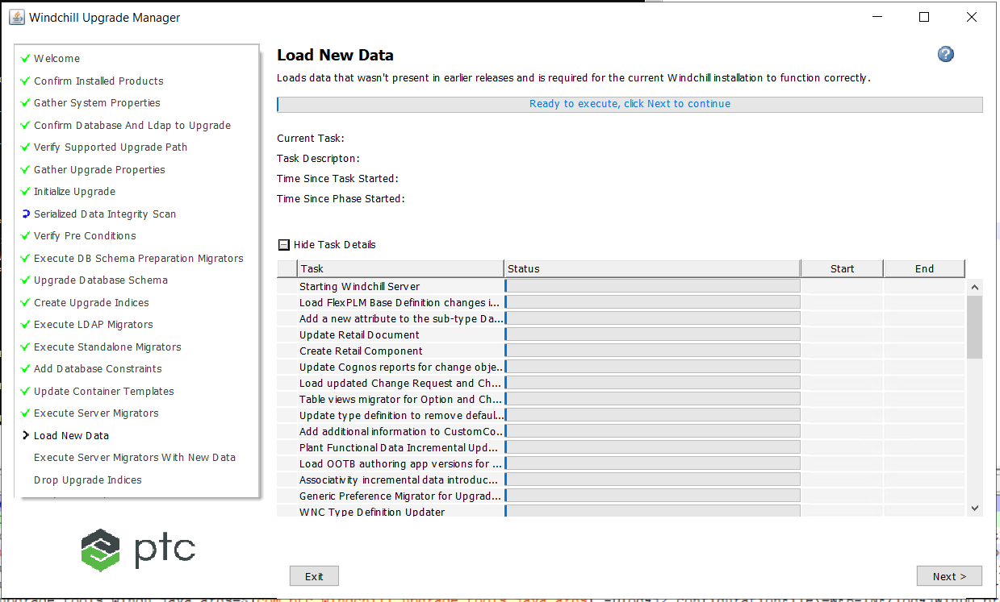 Windchill Upgrade Manager
Welcome
Confirm Installed Products
Gather System Properties
Confirm Database And Ldap to Upgrade
Verify Supported Upgrade Path
Gather Upgrade Properties
Initialize Upgrade
Serialized Data Integrity Scan
Verify Pre Conditions
Execute DB Schema Preparation Migrators
Upgrade Database Schema
Create Upgrade Indices
Execute LDAP Migrators
Execute Standalone Migrators
Add Database Constraints
Update Container Templates
Execute Server Migrators
Load New Data
Execute Server Migrators With New Data
Drop Upgrade Indices
ptc
Load New Data
Loads data that wasn't present in earlier releases and is required for the current Windchill installation to function correctly.
Ready to execute, click Next to continue
Current Task:
Task Descripton:
Time Since Task Started:
Time Since Phase Started:
Hide Task Details
Task Status Start End
Starting Windchill Server
Load FlexPLM Base Definition changes i...
Add a new attribute to the sub-type Da...
Update Retail Document
Create Retail Component
Update Cognos reports for change obje...
Load updated Change Request and Ch...
Table views migrator for Option and Ch...
Update type definition to remove defaul...
Add additional information to CustomCo...
Plant Functional Data Incremental Upd...
Load OOTB authoring app versions for ...
Associativity incremental data introduc...
Generic Preference Migrator for Upgrad...
WNC Type Definition Updater
Exit
Next >